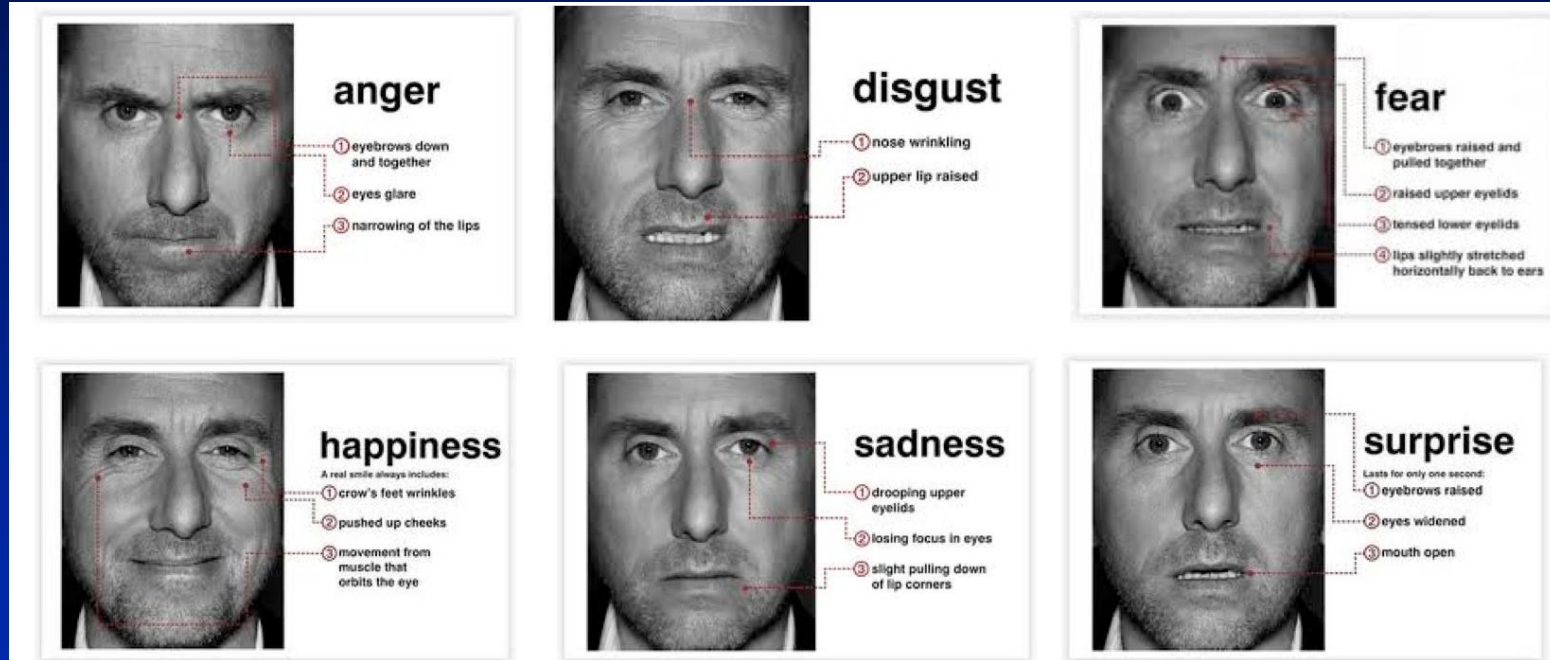 anger
① eyebrows down
and together
② eyes glare
③ narrowing of the lips
disgust
① nose wrinkling
② upper lip raised
fear
① eyebrows raised and
pulled together
② raised upper eyelids
③ tensed lower eyelids
④ lips slightly stretched
horizontally back to ears
happiness
A real smile always includes:
① crow's feet wrinkles
② pushed up cheeks
③ movement from
muscle that
orbits the eye
sadness
① drooping upper
eyelids
② losing focus in eyes
③ slight pulling down
of lip corners
surprise
Lasts for only one second:
① eyebrows raised
② eyes widened
③ mouth open